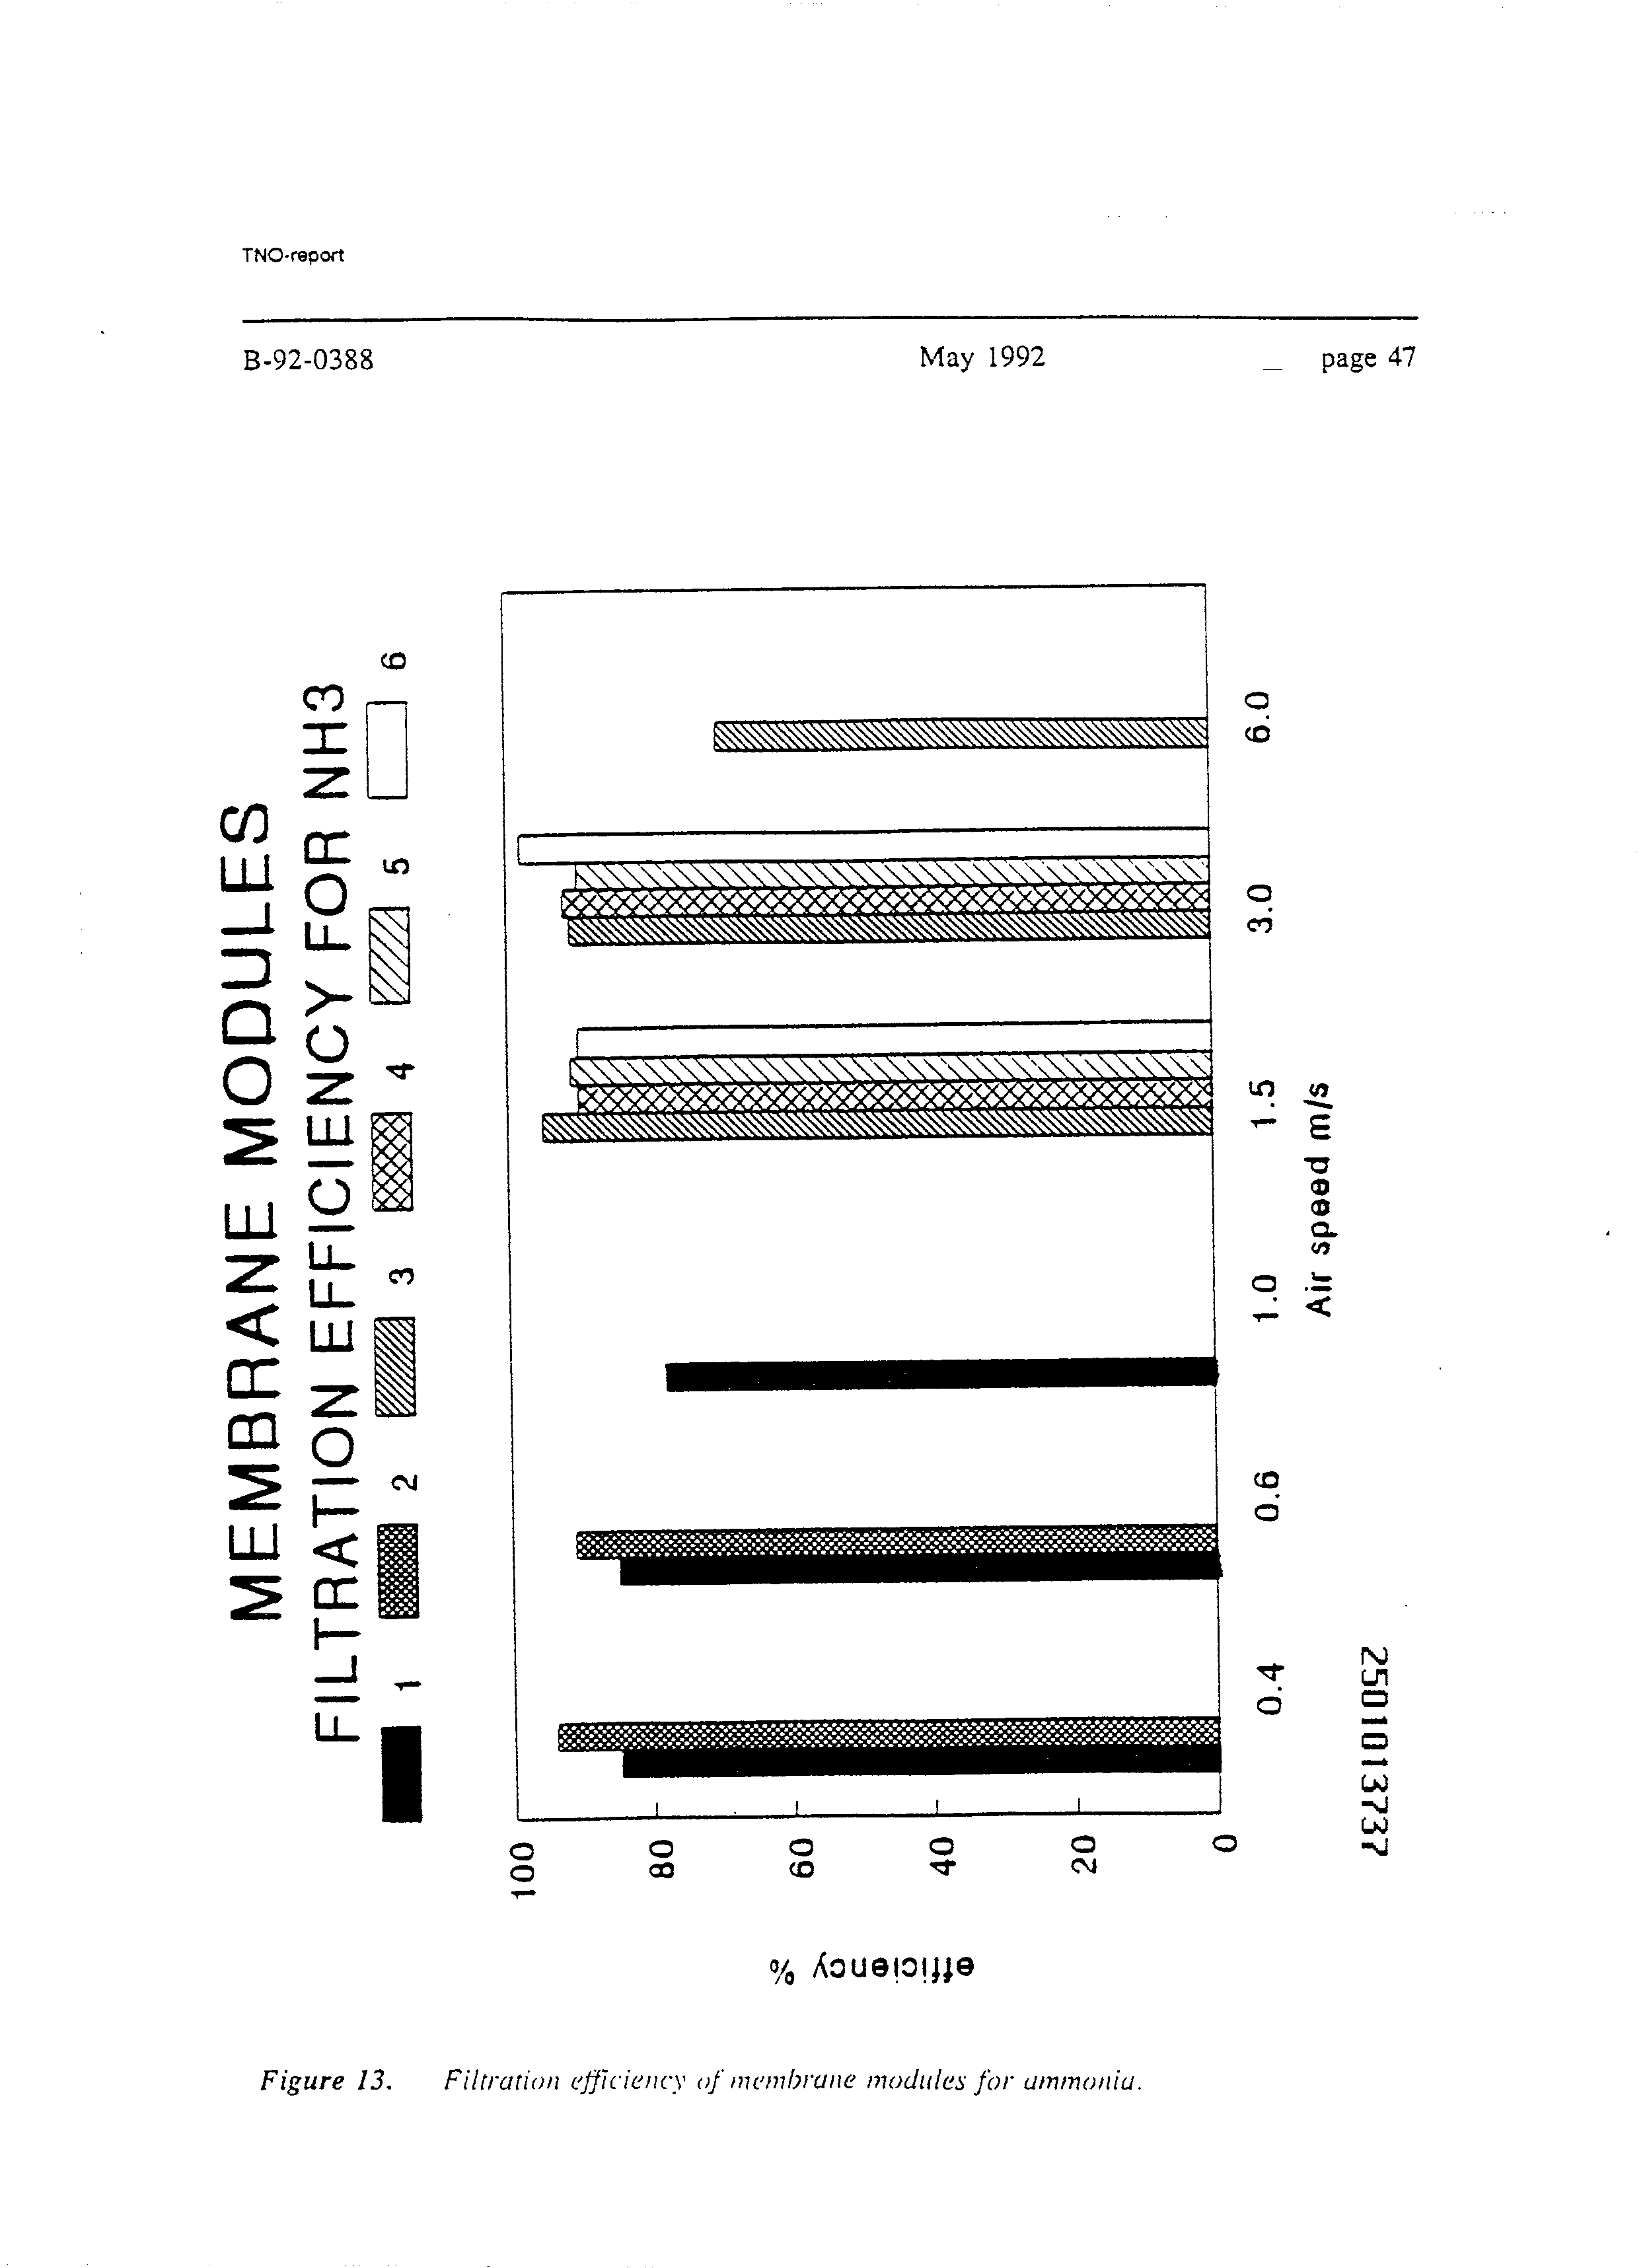 TNO-report
B-92-0388 May 1992 page 47
MEMBRANE MODULES
FILTRATION EFFICIENCY FOR NH3
1 2 3 4 5 6
efficiency %
100
80
60
40
20
0
0.4 0.6 1.0 1.5 3.0 6.0
Air speed m/s
2501013737
Figure 13. Filtration efficiency of membrane modules for ammonia.